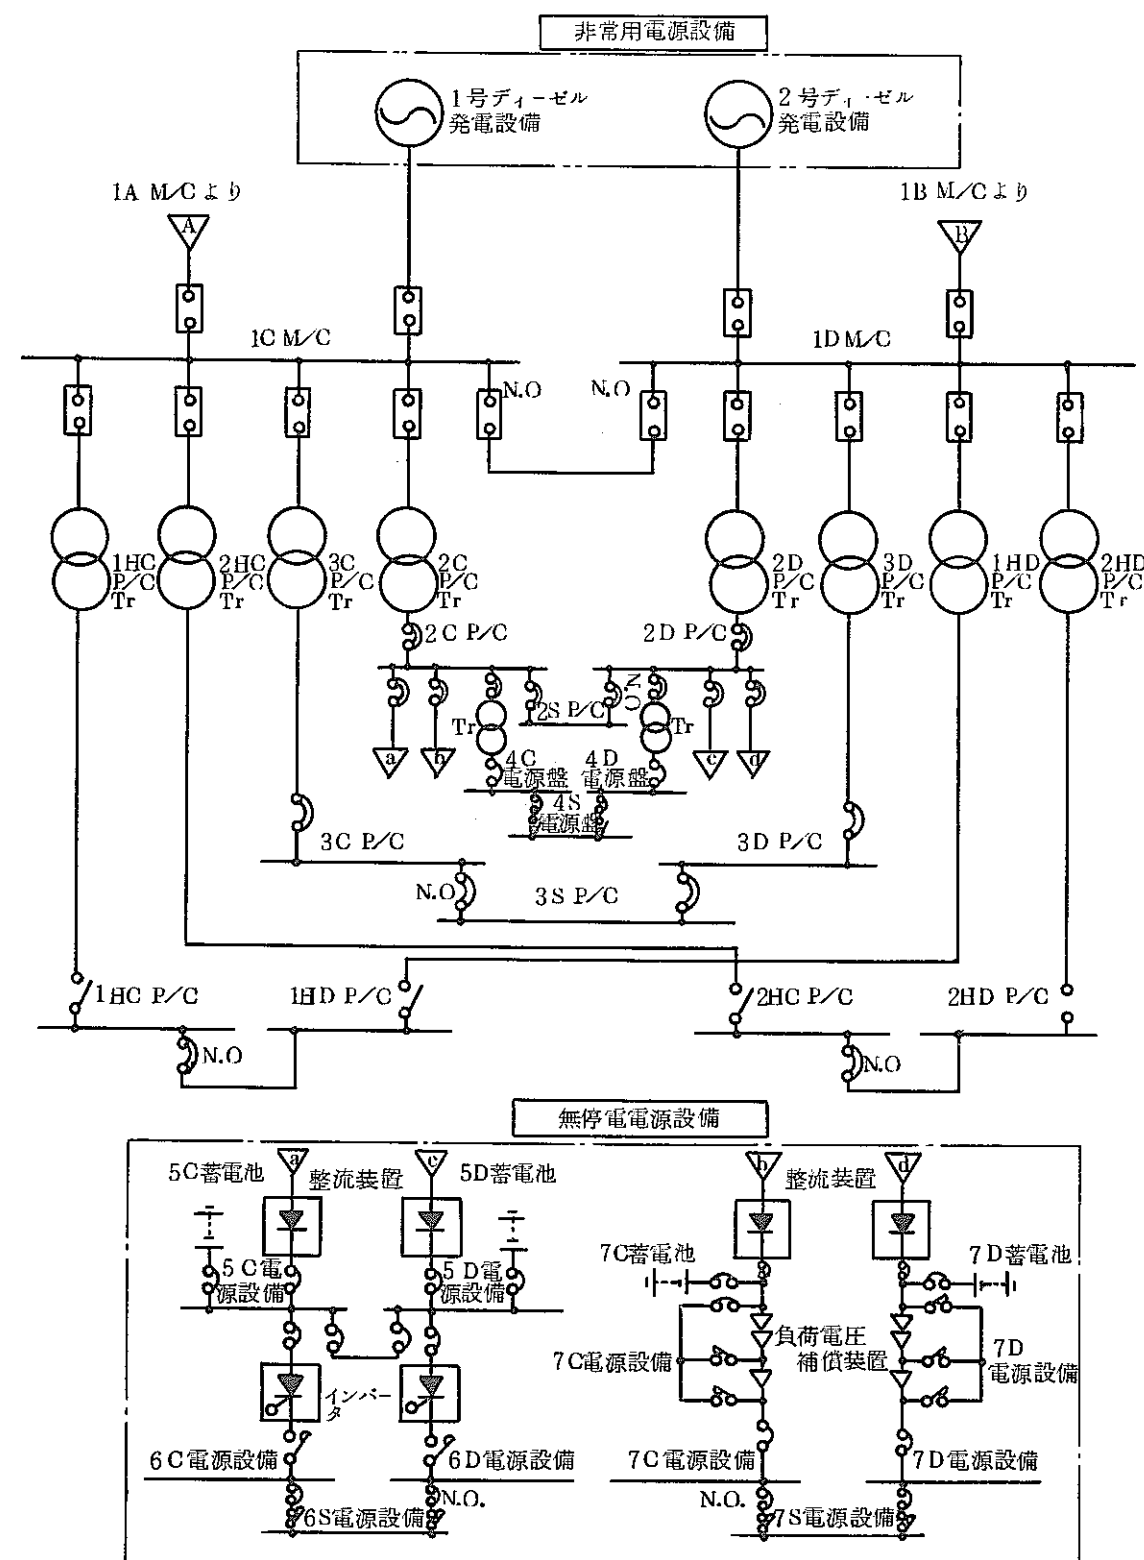 非常用電源設備
1号ディーゼル
発電設備
2号ディ・ゼル
発電設備
1A M/Cより
1B M/Cより
A
B
1C M/C
1D M/C
N.O
N.O
1HC
P/C
Tr
2HC
P/C
Tr
3C
P/C
Tr
2C
P/C
Tr
2D
P/C
Tr
3D
P/C
Tr
1HD
P/C
Tr
2HD
P/C
Tr
2C P/C
2D P/C
N.O
2S P/C
Tr
Tr
a
b
c
d
4C
電源盤
4D
電源盤
4S
電源盤
3C P/C
3D P/C
N.O
3S P/C
1HC P/C
1HD P/C
2HC P/C
2HD P/C
N.O
N.O
無停電電源設備
5C蓄電池
a
整流装置
c
5D蓄電池
b
整流装置
d
5C電
源設備
5D電
源設備
7C蓄電池
7D蓄電池
負荷電圧
補償装置
7C電源設備
7D
電源設備
インバー
タ
6C電源設備
6D電源設備
7C電源設備
7D電源設備
N.O.
N.O.
6S電源設備
7S電源設備